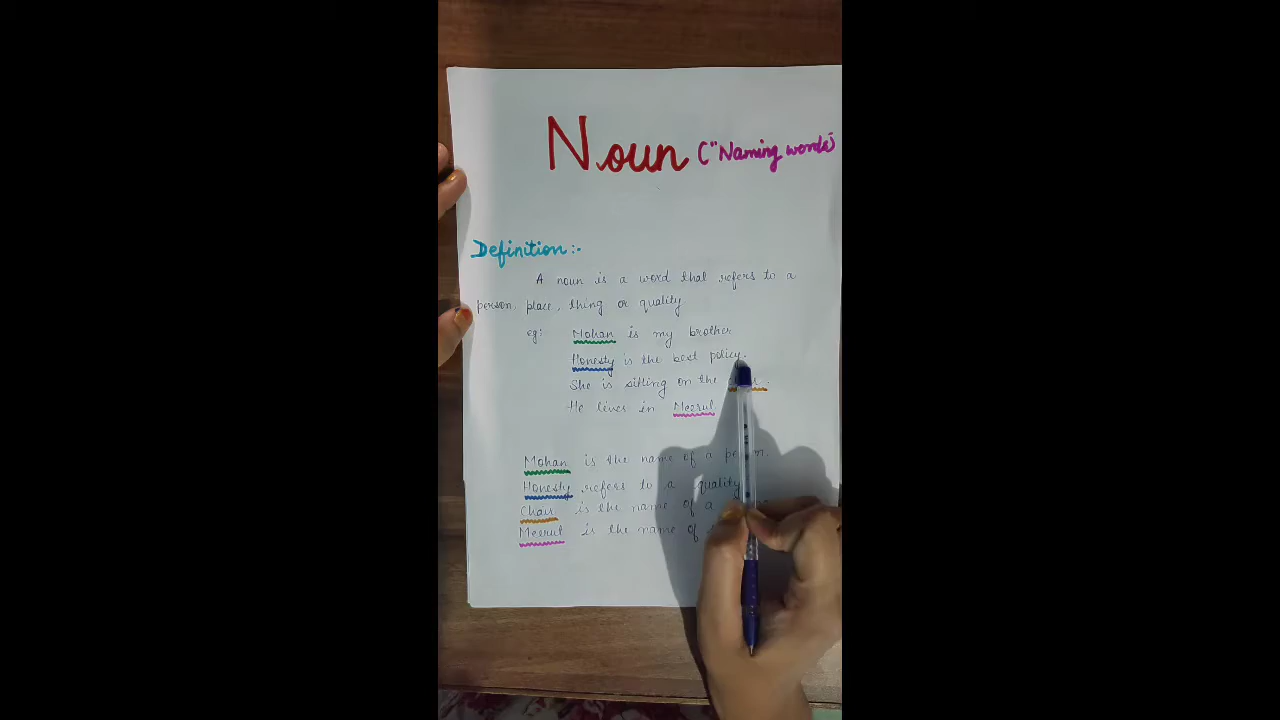 Noun ("Naming words")
Definition:-
A noun is a word that refers to a
person, place, thing or quality
eg: Mohan is my brother
Honesty is the best policy.
She is sitting on the
He lives in Meerut
Mohan is the name of a person.
Honesty refers to a quality
Chair is the name of a
Meerut is the name of